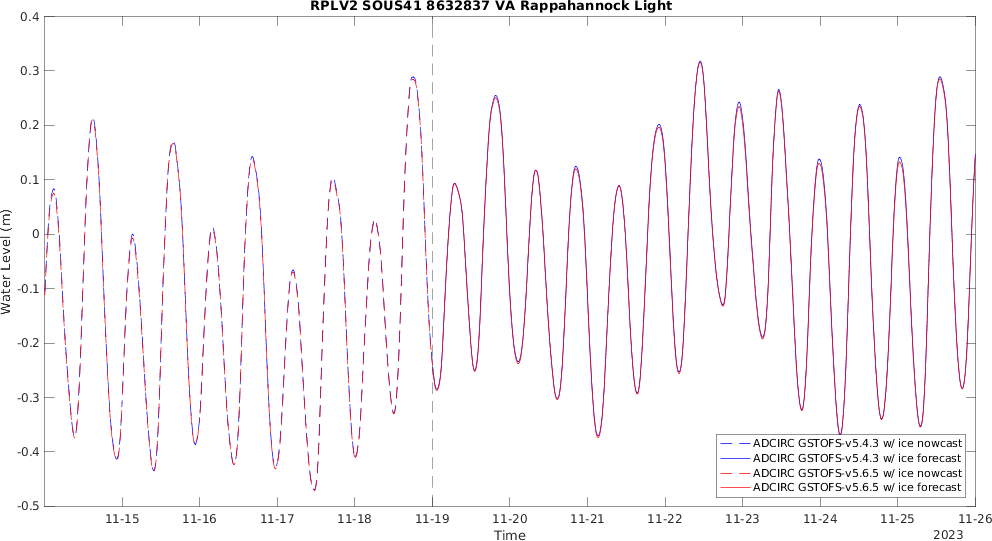 RPLV2 SOUS41 8632837 VA Rappahannock Light
0.4
0.3
0.2
0.1
0
-0.1
-0.2
-0.3
-0.4
-0.5
Water Level (m)
ADCIRC GSTOFS-v5.4.3 w/ ice nowcast
ADCIRC GSTOFS-v5.4.3 w/ ice forecast
ADCIRC GSTOFS-v5.6.5 w/ ice nowcast
ADCIRC GSTOFS-v5.6.5 w/ ice forecast
11-15 11-16 11-17 11-18 11-19 11-20 11-21 11-22 11-23 11-24 11-25 11-26
Time
2023